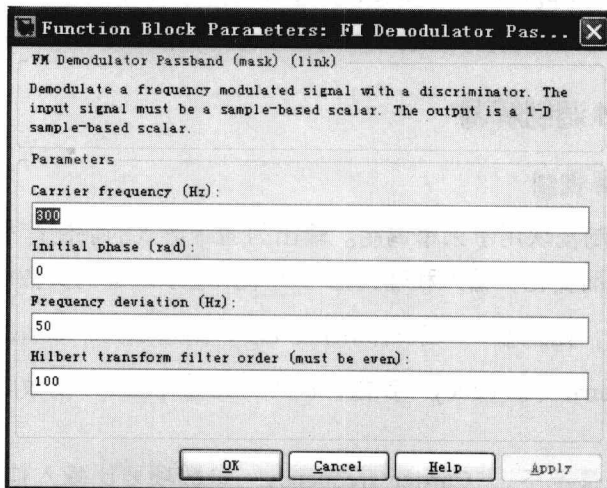 Function Block Parameters: FM Demodulator Pas...
FM Demodulator Passband (mask) (link)
Demodulate a frequency modulated signal with a discriminator. The
input signal must be a sample-based scalar. The output is a 1-D
sample-based scalar.
Parameters
Carrier frequency (Hz):
300
Initial phase (rad):
0
Frequency deviation (Hz):
50
Hilbert transform filter order (must be even):
100
OK
Cancel
Help
Apply